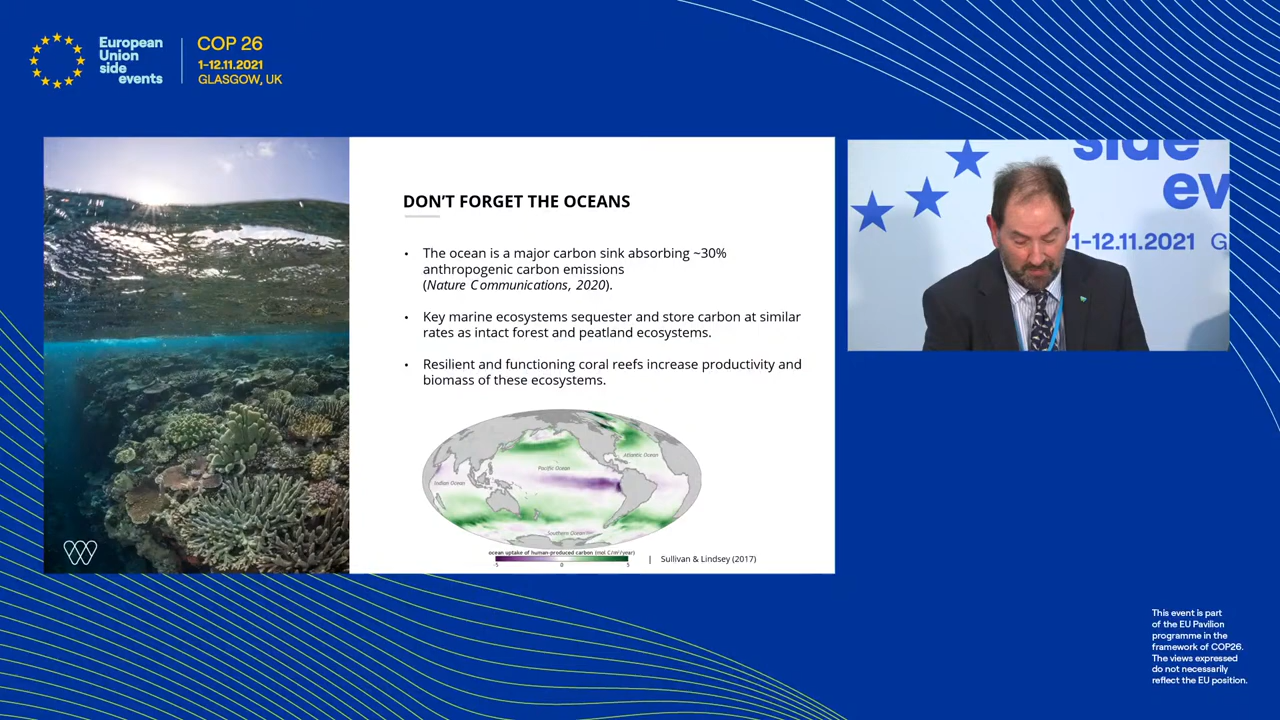 European
Union
side
events
COP 26
1-12.11.2021
GLASGOW, UK
DON'T FORGET THE OCEANS
• The ocean is a major carbon sink absorbing ~30%
anthropogenic carbon emissions
(Nature Communications, 2020).
• Key marine ecosystems sequester and store carbon at similar
rates as intact forest and peatland ecosystems.
• Resilient and functioning coral reefs increase productivity and
biomass of these ecosystems.
Atlantic Ocean
Pacific Ocean
Indian Ocean
Southern Ocean
ocean uptake of human-produced carbon (mol C/m²/year)
-5 0 5
| Sullivan & Lindsey (2017)
side
ev
1-12.11.2021 G
This event is part
of the EU Pavilion
programme in the
framework of COP26.
The views expressed
do not necessarily
reflect the EU position.